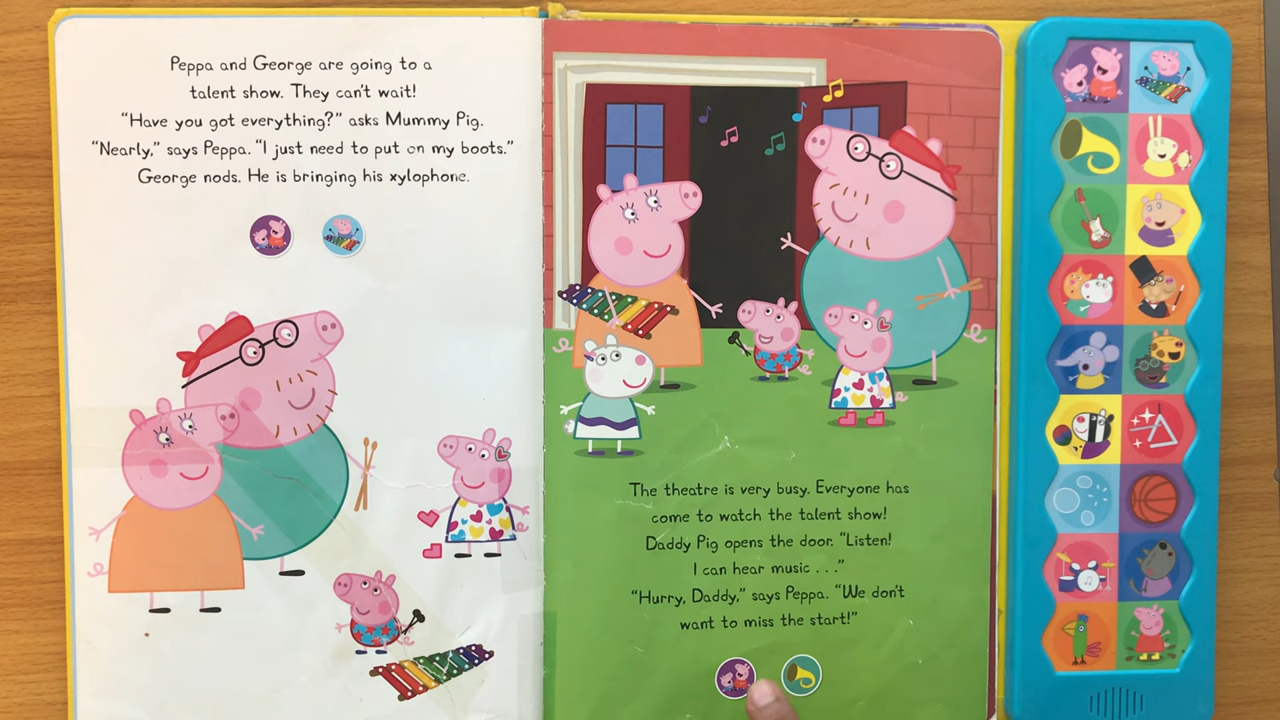 Peppa and George are going to a
talent show. They can't wait!
"Have you got everything?" asks Mummy Pig.
"Nearly," says Peppa. "I just need to put on my boots."
George nods. He is bringing his xylophone.
The theatre is very busy. Everyone has
come to watch the talent show!
Daddy Pig opens the door. "Listen!
I can hear music . . ."
"Hurry, Daddy," says Peppa. "We don't
want to miss the start!"